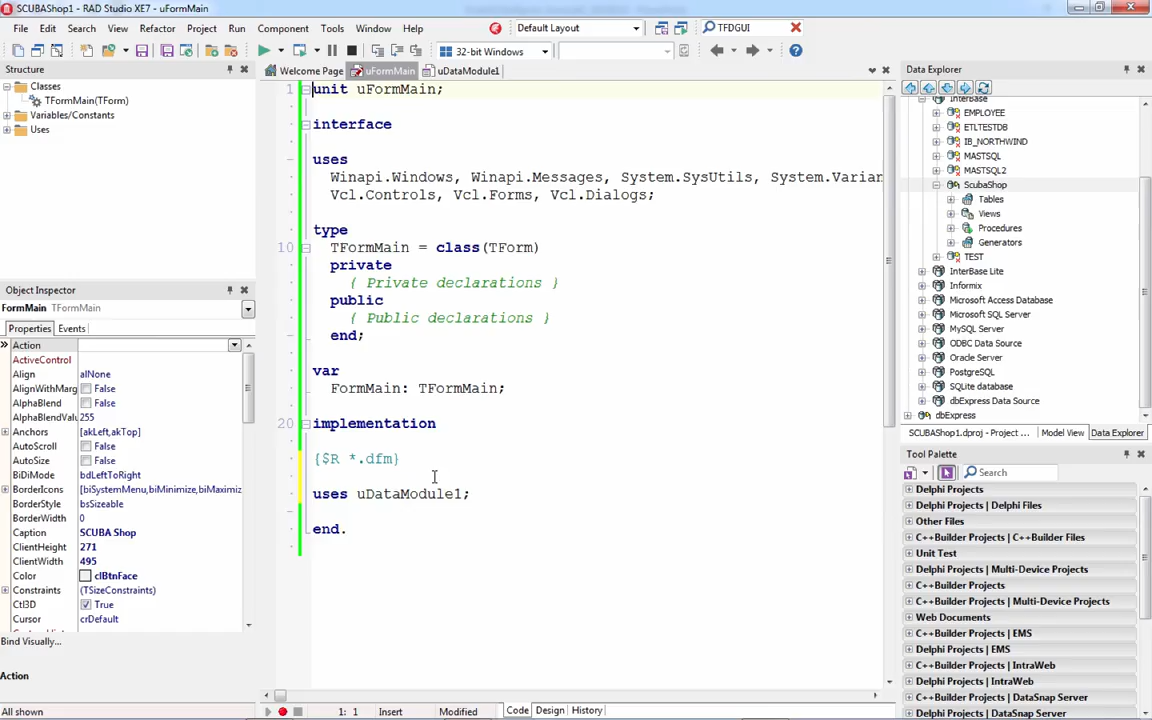 SCUBAShop1 - RAD Studio XE7 - uFormMain
File Edit Search View Refactor Project Run Component Tools Window Help
Default Layout
TFDGUI
32-bit Windows
Structure
Classes
TFormMain(TForm)
Variables/Constants
Uses
Object Inspector
FormMain TFormMain
Properties Events
Action
ActiveControl
Align alNone
AlignWithMarg False
AlphaBlend False
AlphaBlendValu 255
Anchors [akLeft,akTop]
AutoScroll False
AutoSize False
BiDiMode bdLeftToRight
BorderIcons [biSystemMenu,biMinimize,biMaximiz
BorderStyle bsSizeable
BorderWidth 0
Caption SCUBA Shop
ClientHeight 271
ClientWidth 495
Color clBtnFace
Constraints (TSizeConstraints)
Ctl3D True
Cursor crDefault
Bind Visually...
Action
All shown
Welcome Page uFormMain uDataModule1
1 unit uFormMain;
interface
uses
Winapi.Windows, Winapi.Messages, System.SysUtils, System.Varian
Vcl.Controls, Vcl.Forms, Vcl.Dialogs;
type
10 TFormMain = class(TForm)
private
{ Private declarations }
public
{ Public declarations }
end;
var
FormMain: TFormMain;
20 implementation
{$R *.dfm}
uses uDataModule1;
end.
1: 1 Insert Modified Code Design History
Data Explorer
InterBase
EMPLOYEE
ETLTESTDB
IB_NORTHWIND
MASTSQL
MASTSQL2
ScubaShop
Tables
Views
Procedures
Generators
TEST
InterBase Lite
Informix
Microsoft Access Database
Microsoft SQL Server
MySQL Server
ODBC Data Source
Oracle Server
PostgreSQL
SQLite database
dbExpress Data Source
dbExpress
SCUBAShop1.dproj - Project ... Model View Data Explorer
Tool Palette
Search
Delphi Projects
Delphi Projects | Delphi Files
Other Files
C++Builder Projects | C++Builder Files
Unit Test
Delphi Projects | Multi-Device Projects
C++Builder Projects
C++Builder Projects | Multi-Device Projects
Web Documents
C++Builder Projects | EMS
Delphi Projects | EMS
C++Builder Projects | IntraWeb
Delphi Projects | IntraWeb
C++Builder Projects | DataSnap Server
Delphi Projects | DataSnap Server